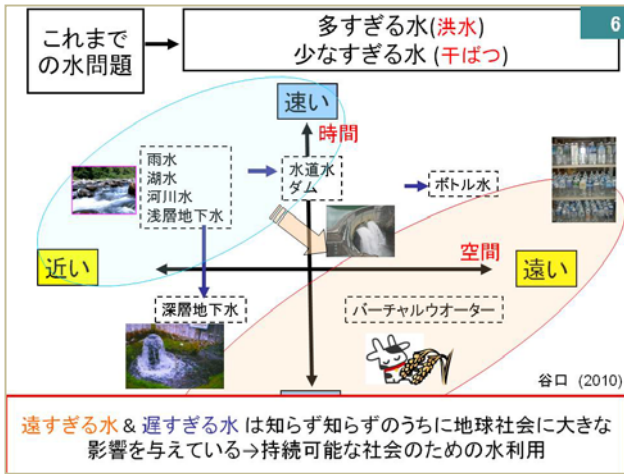 これまで
の水問題
多すぎる水(洪水)
少なすぎる水 (干ばつ)
6
速い
時間
雨水
湖水
河川水
浅層地下水
水道水
ダム
ボトル水
空間
近い
遠い
深層地下水
バーチャルウオーター
谷口 (2010)
遠すぎる水 & 遅すぎる水 は知らず知らずのうちに地球社会に大きな
影響を与えている→持続可能な社会のための水利用